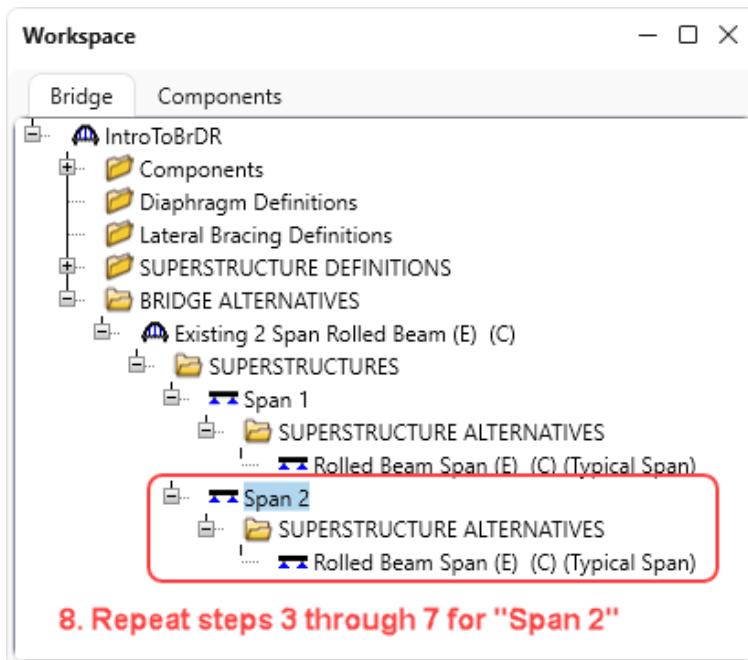 Workspace
Bridge Components
IntroToBrDR
Components
Diaphragm Definitions
Lateral Bracing Definitions
SUPERSTRUCTURE DEFINITIONS
BRIDGE ALTERNATIVES
Existing 2 Span Rolled Beam (E) (C)
SUPERSTRUCTURES
Span 1
SUPERSTRUCTURE ALTERNATIVES
Rolled Beam Span (E) (C) (Typical Span)
Span 2
SUPERSTRUCTURE ALTERNATIVES
Rolled Beam Span (E) (C) (Typical Span)
8. Repeat steps 3 through 7 for "Span 2"